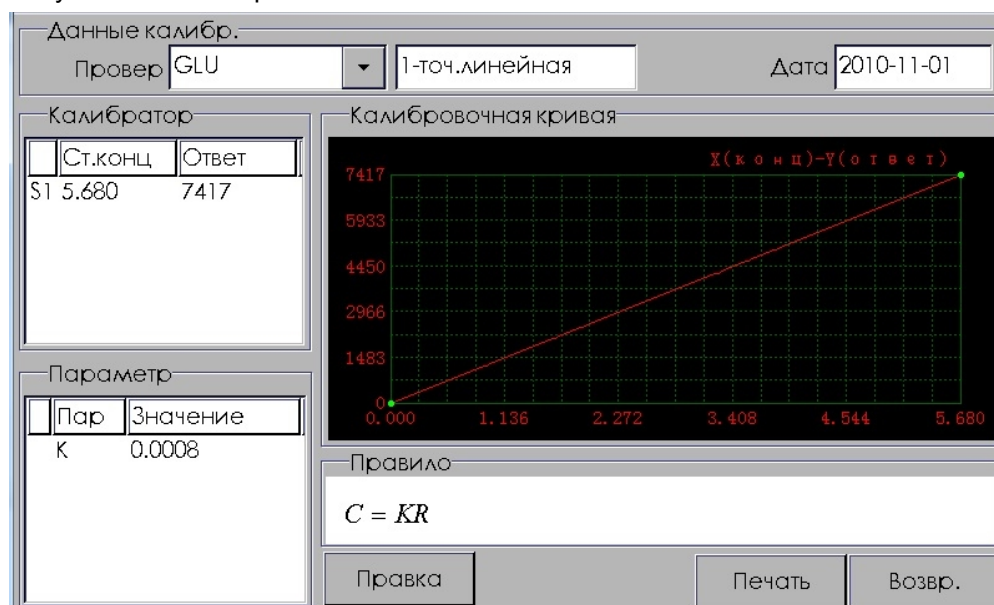 Данные калибр.
Провер GLU 1-точ.линейная Дата 2010-11-01
Калибратор
Ст.конц Ответ
S1 5.680 7417
Калибровочная кривая
X(конц)-Y(ответ)
7417
5933
4450
2966
1483
0
0.000 1.136 2.272 3.408 4.544 5.680
Параметр
Пар Значение
K 0.0008
Правило
C = KR
Правка Печать Возвр.